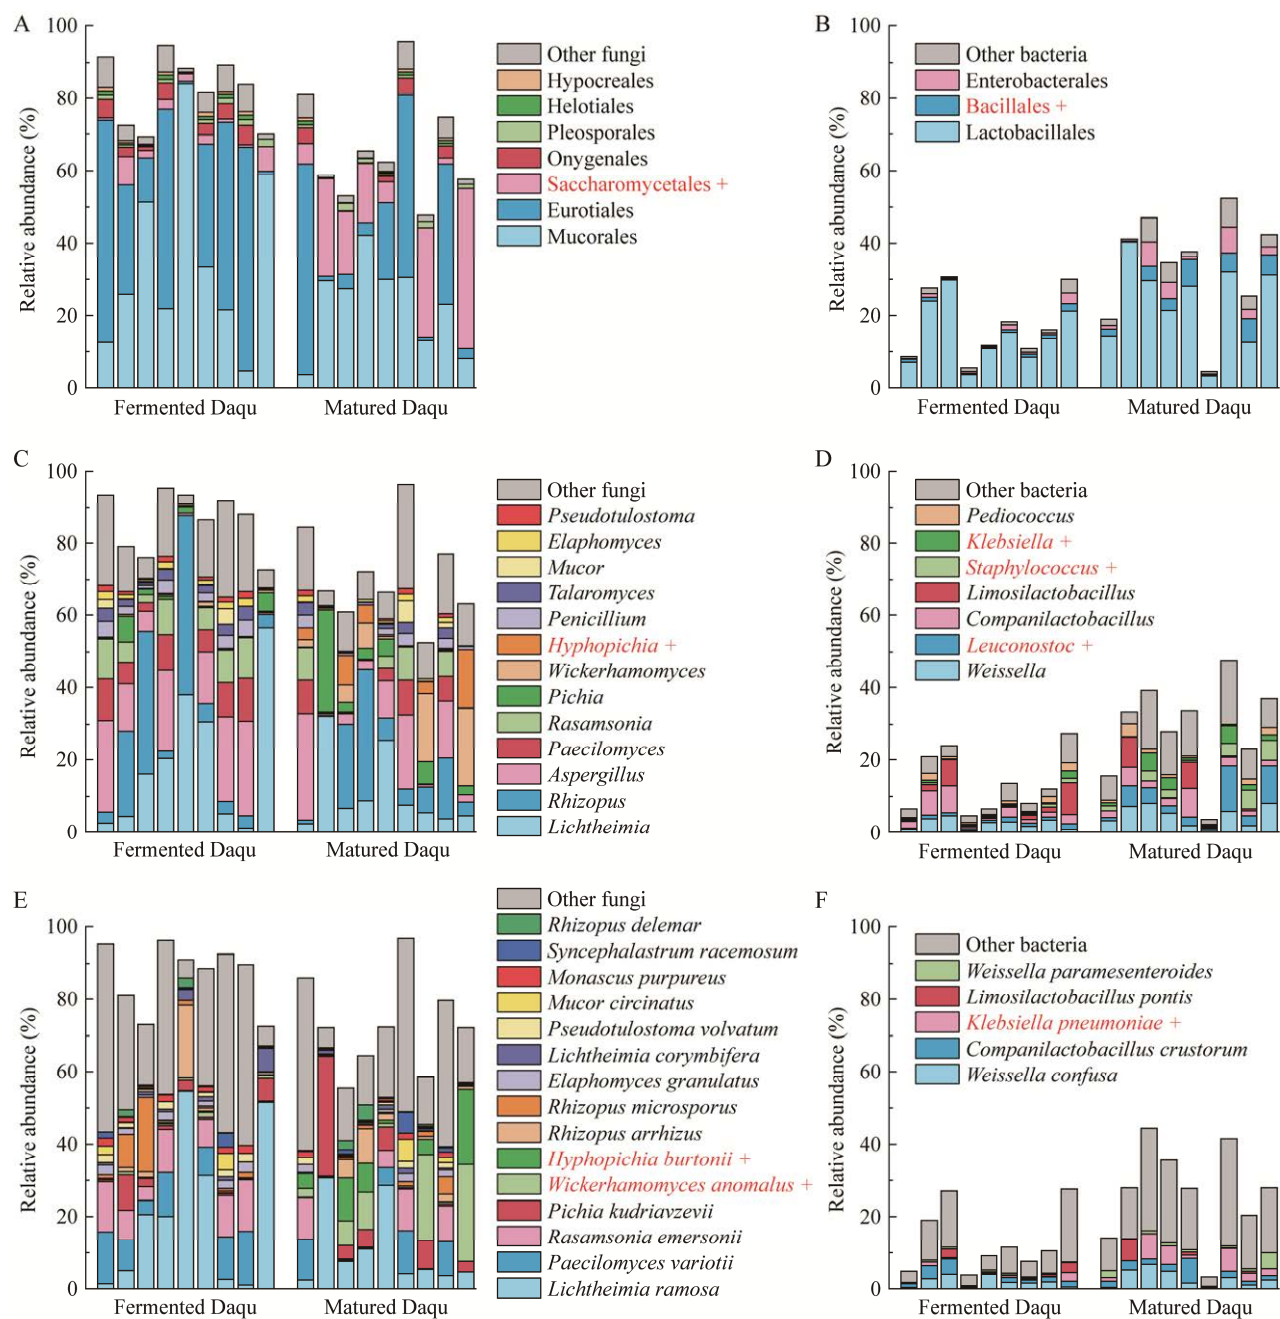 A
Relative abundance (%)
100
80
60
40
20
0
Fermented Daqu
Matured Daqu
Other fungi
Hypocreales
Helotiales
Pleosporales
Onygenales
Saccharomycetales +
Eurotiales
Mucorales
B
Relative abundance (%)
100
80
60
40
20
0
Fermented Daqu
Matured Daqu
Other bacteria
Enterobacterales
Bacillales +
Lactobacillales
C
Relative abundance (%)
100
80
60
40
20
0
Fermented Daqu
Matured Daqu
Other fungi
Pseudotulostoma
Elaphomyces
Mucor
Talaromyces
Penicillium
Hyphopichia +
Wickerhamomyces
Pichia
Rasamsonia
Paecilomyces
Aspergillus
Rhizopus
Lichtheimia
D
Relative abundance (%)
100
80
60
40
20
0
Fermented Daqu
Matured Daqu
Other bacteria
Pediococcus
Klebsiella +
Staphylococcus +
Limosilactobacillus
Companilactobacillus
Leuconostoc +
Weissella
E
Relative abundance (%)
100
80
60
40
20
0
Fermented Daqu
Matured Daqu
Other fungi
Rhizopus delemar
Syncephalastrum racemosum
Monascus purpureus
Mucor circinatus
Pseudotulostoma volvatum
Lichtheimia corymbifera
Elaphomyces granulatus
Rhizopus microsporus
Rhizopus arrhizus
Hyphopichia burtonii +
Wickerhamomyces anomalus +
Pichia kudriavzevii
Rasamsonia emersonii
Paecilomyces variotii
Lichtheimia ramosa
F
Relative abundance (%)
100
80
60
40
20
0
Fermented Daqu
Matured Daqu
Other bacteria
Weissella paramesenteroides
Limosilactobacillus pontis
Klebsiella pneumoniae +
Companilactobacillus crustorum
Weissella confusa